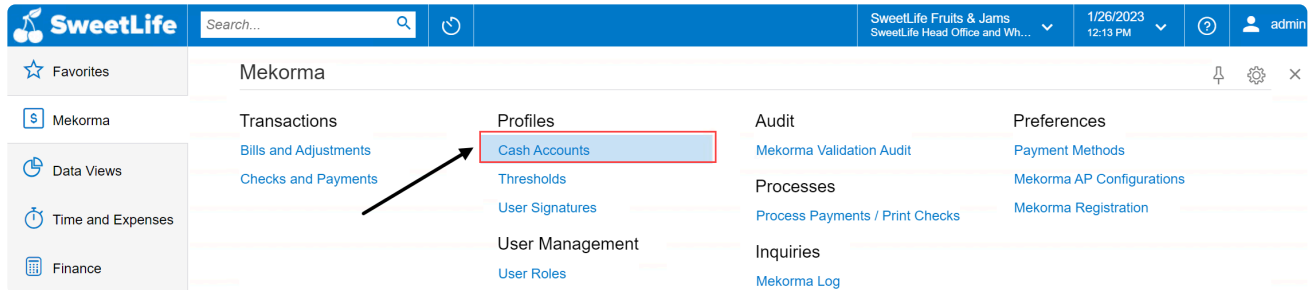 SweetLife
Search...
SweetLife Fruits & Jams
SweetLife Head Office and Wh...
1/26/2023
12:13 PM
?
admin
Favorites
$ Mekorma
Data Views
Time and Expenses
Finance
Mekorma
Transactions
Bills and Adjustments
Checks and Payments
Profiles
Cash Accounts
Thresholds
User Signatures
User Management
User Roles
Audit
Mekorma Validation Audit
Processes
Process Payments / Print Checks
Inquiries
Mekorma Log
Preferences
Payment Methods
Mekorma AP Configurations
Mekorma Registration